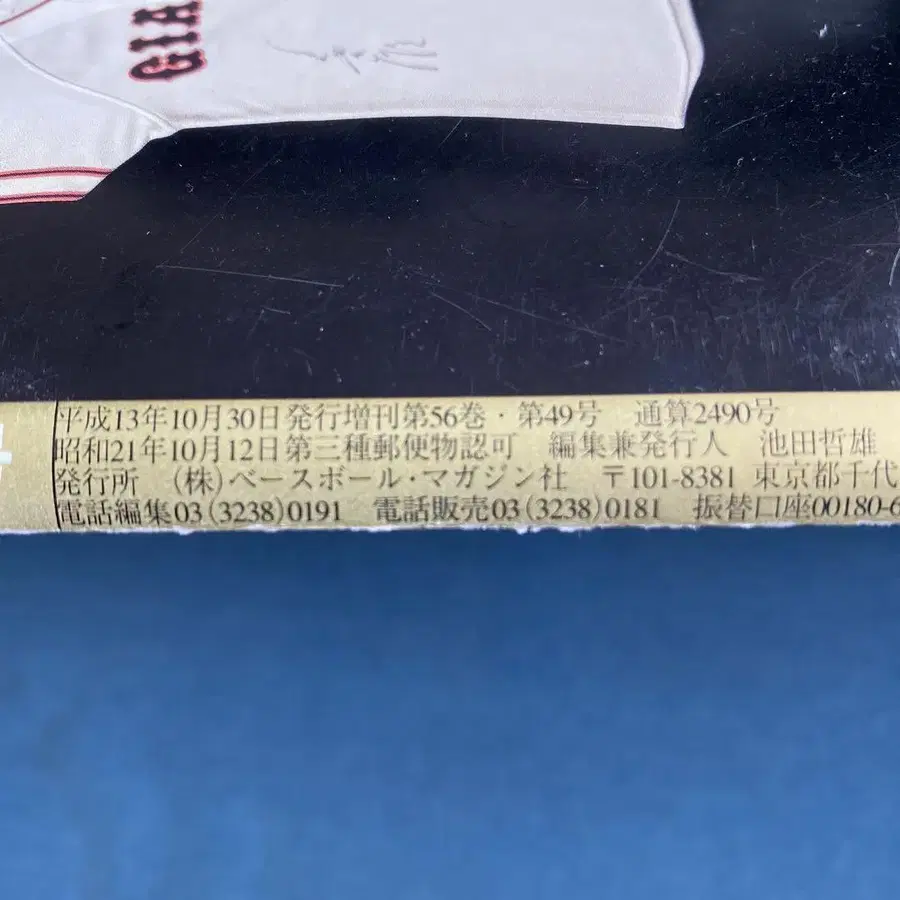 GIA
平成13年10月30日発行増刊第56巻・第49号 通算2490号
昭和21年10月12日第三種郵便物認可 編集兼発行人 池田哲雄
発行所 (株)ベースボール・マガジン社 〒101-8381 東京都千代
電話編集03(3238)0191 電話販売03(3238)0181 振替口座00180-6